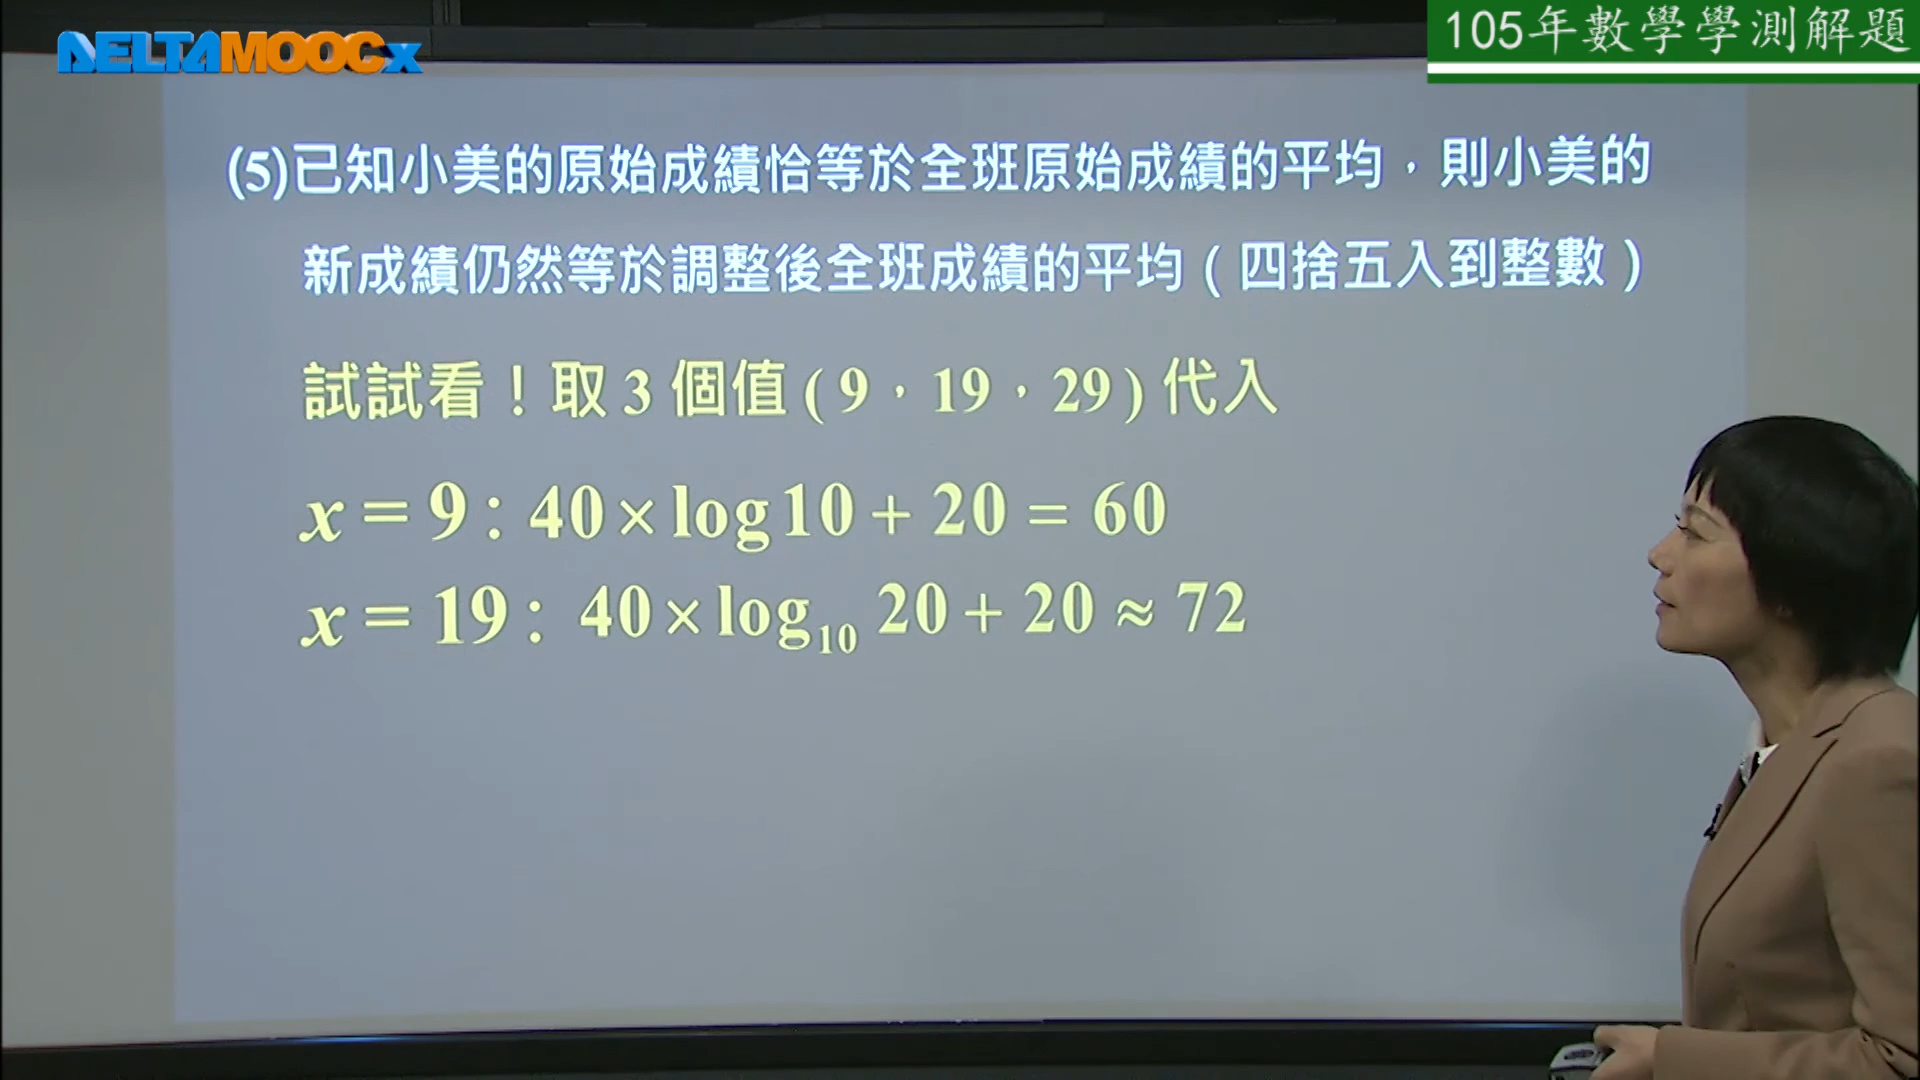 DELTAMOOCx
105年數學學測解題
(5)已知小美的原始成績恰等於全班原始成績的平均，則小美的
新成績仍然等於調整後全班成績的平均（四捨五入到整數）
試試看！取 3 個值 ( 9，19，29 ) 代入
x = 9 : 40 × log10 + 20 = 60
x = 19 : 40 × log₁₀ 20 + 20 ≈ 72